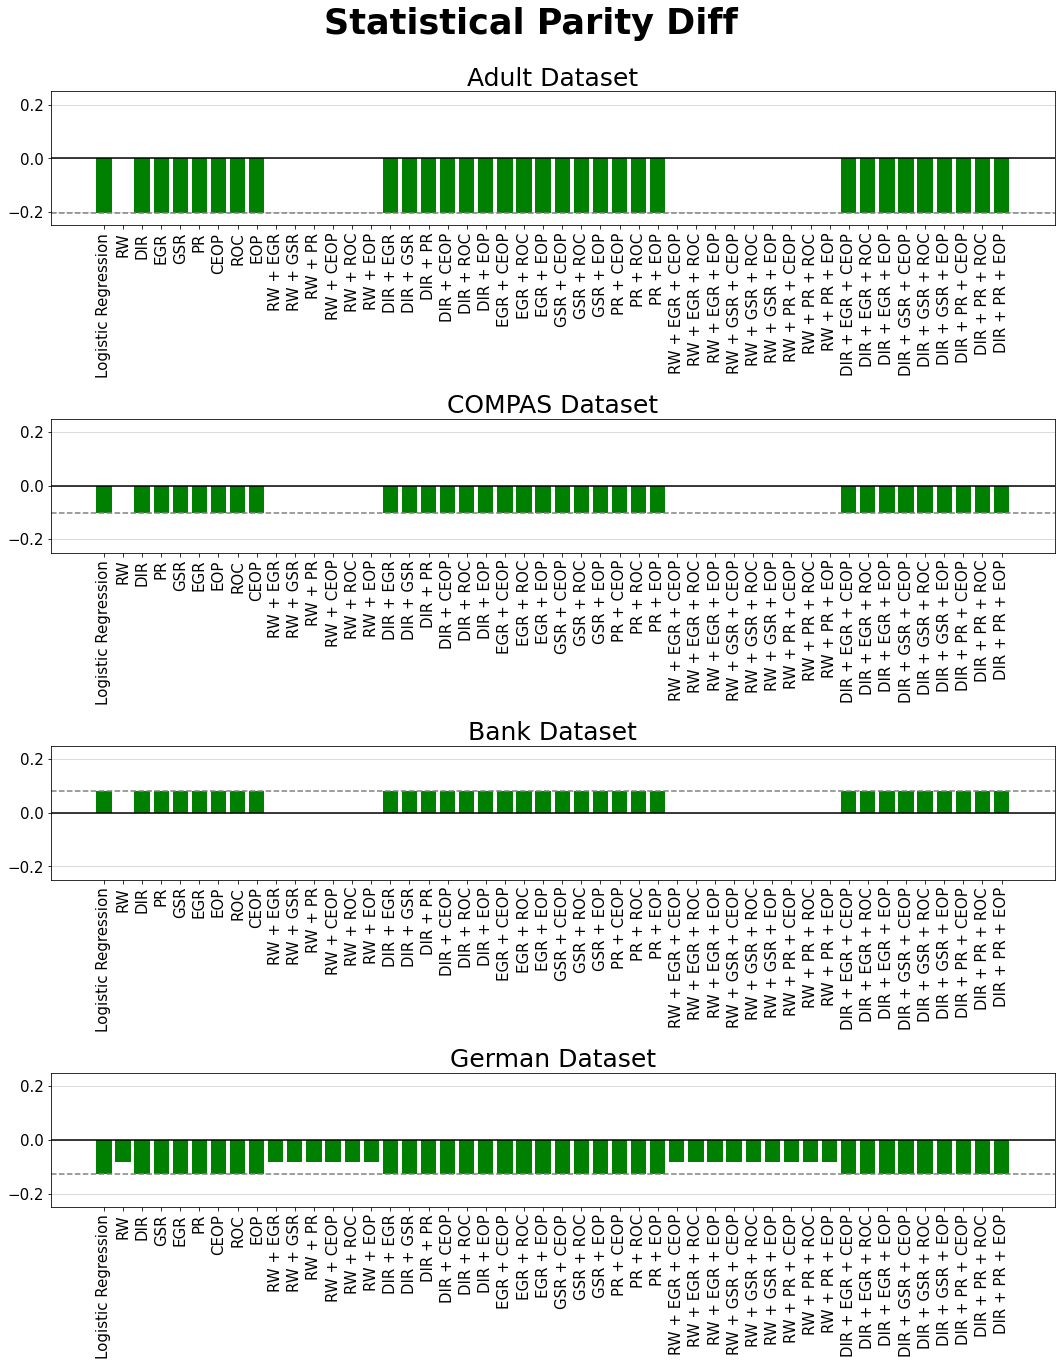 Statistical Parity Diff
Adult Dataset
0.2
0.0
−0.2
Logistic Regression
RW
DIR
EGR
GSR
PR
CEOP
ROC
EOP
RW + EGR
RW + GSR
RW + PR
RW + CEOP
RW + ROC
RW + EOP
DIR + EGR
DIR + GSR
DIR + PR
DIR + CEOP
DIR + ROC
DIR + EOP
EGR + CEOP
EGR + ROC
EGR + EOP
GSR + CEOP
GSR + ROC
GSR + EOP
PR + CEOP
PR + ROC
PR + EOP
RW + EGR + CEOP
RW + EGR + ROC
RW + EGR + EOP
RW + GSR + CEOP
RW + GSR + ROC
RW + GSR + EOP
RW + PR + CEOP
RW + PR + ROC
RW + PR + EOP
DIR + EGR + CEOP
DIR + EGR + ROC
DIR + EGR + EOP
DIR + GSR + CEOP
DIR + GSR + ROC
DIR + GSR + EOP
DIR + PR + CEOP
DIR + PR + ROC
DIR + PR + EOP
COMPAS Dataset
0.2
0.0
−0.2
Logistic Regression
RW
DIR
PR
GSR
EGR
EOP
ROC
CEOP
RW + EGR
RW + GSR
RW + PR
RW + CEOP
RW + ROC
RW + EOP
DIR + EGR
DIR + GSR
DIR + PR
DIR + CEOP
DIR + ROC
DIR + EOP
EGR + CEOP
EGR + ROC
EGR + EOP
GSR + CEOP
GSR + ROC
GSR + EOP
PR + CEOP
PR + ROC
PR + EOP
RW + EGR + CEOP
RW + EGR + ROC
RW + EGR + EOP
RW + GSR + CEOP
RW + GSR + ROC
RW + GSR + EOP
RW + PR + CEOP
RW + PR + ROC
RW + PR + EOP
DIR + EGR + CEOP
DIR + EGR + ROC
DIR + EGR + EOP
DIR + GSR + CEOP
DIR + GSR + ROC
DIR + GSR + EOP
DIR + PR + CEOP
DIR + PR + ROC
DIR + PR + EOP
Bank Dataset
0.2
0.0
−0.2
Logistic Regression
RW
DIR
PR
GSR
EGR
EOP
ROC
CEOP
RW + EGR
RW + GSR
RW + PR
RW + CEOP
RW + ROC
RW + EOP
DIR + EGR
DIR + GSR
DIR + PR
DIR + CEOP
DIR + ROC
DIR + EOP
EGR + CEOP
EGR + ROC
EGR + EOP
GSR + CEOP
GSR + ROC
GSR + EOP
PR + CEOP
PR + ROC
PR + EOP
RW + EGR + CEOP
RW + EGR + ROC
RW + EGR + EOP
RW + GSR + CEOP
RW + GSR + ROC
RW + GSR + EOP
RW + PR + CEOP
RW + PR + ROC
RW + PR + EOP
DIR + EGR + CEOP
DIR + EGR + ROC
DIR + EGR + EOP
DIR + GSR + CEOP
DIR + GSR + ROC
DIR + GSR + EOP
DIR + PR + CEOP
DIR + PR + ROC
DIR + PR + EOP
German Dataset
0.2
0.0
−0.2
Logistic Regression
RW
DIR
GSR
EGR
PR
CEOP
ROC
EOP
RW + EGR
RW + GSR
RW + PR
RW + CEOP
RW + ROC
RW + EOP
DIR + EGR
DIR + GSR
DIR + PR
DIR + CEOP
DIR + ROC
DIR + EOP
EGR + CEOP
EGR + ROC
EGR + EOP
GSR + CEOP
GSR + ROC
GSR + EOP
PR + CEOP
PR + ROC
PR + EOP
RW + EGR + CEOP
RW + EGR + ROC
RW + EGR + EOP
RW + GSR + CEOP
RW + GSR + ROC
RW + GSR + EOP
RW + PR + CEOP
RW + PR + ROC
RW + PR + EOP
DIR + EGR + CEOP
DIR + EGR + ROC
DIR + EGR + EOP
DIR + GSR + CEOP
DIR + GSR + ROC
DIR + GSR + EOP
DIR + PR + CEOP
DIR + PR + ROC
DIR + PR + EOP